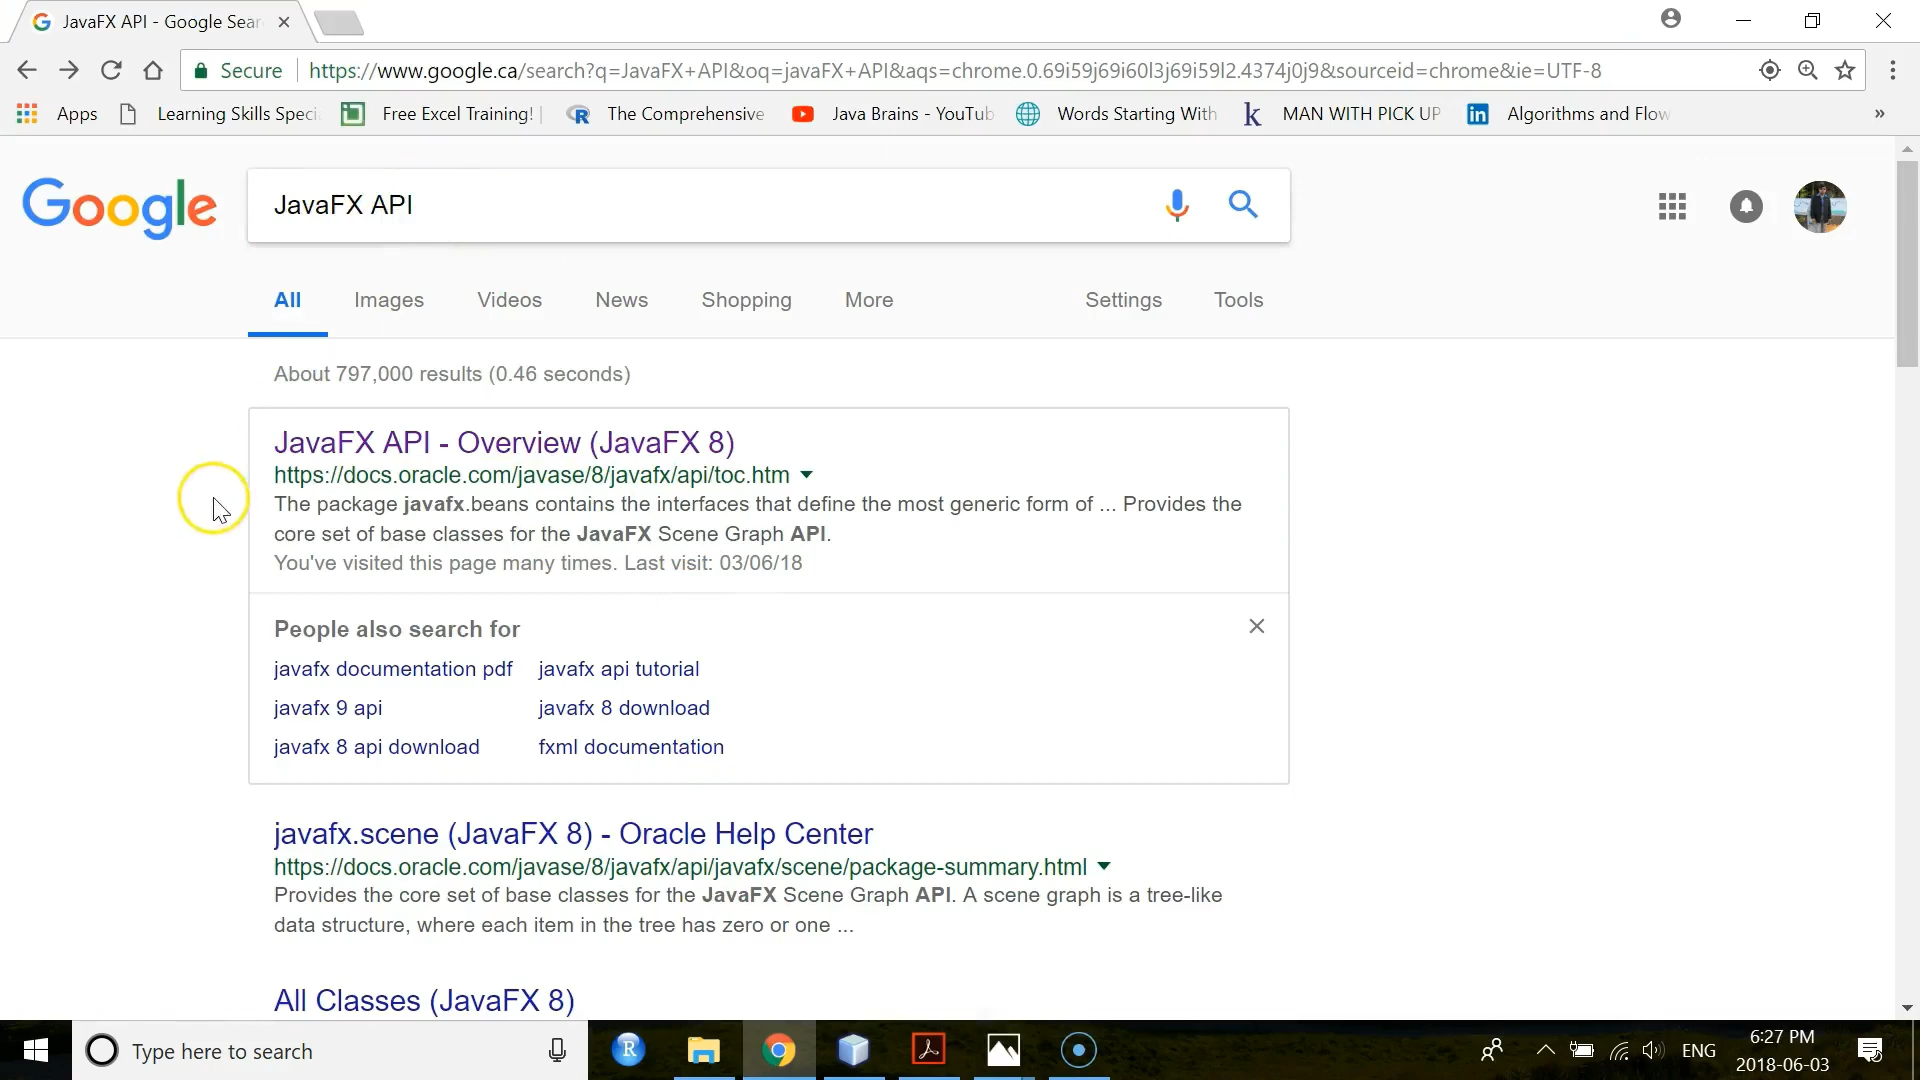 JavaFX API - Google Sear
Secure
https://www.google.ca/search?q=JavaFX+API&oq=javaFX+API&aqs=chrome.0.69i59j69i60l3j69i59l2.4374j0j9&sourceid=chrome&ie=UTF-8
Apps
Learning Skills Speci
Free Excel Training! |
The Comprehensive
Java Brains - YouTub
Words Starting With
MAN WITH PICK UP
Algorithms and Flow
»
Google
JavaFX API
All
Images
Videos
News
Shopping
More
Settings
Tools
About 797,000 results (0.46 seconds)
JavaFX API - Overview (JavaFX 8)
https://docs.oracle.com/javase/8/javafx/api/toc.htm
The package javafx.beans contains the interfaces that define the most generic form of ... Provides the
core set of base classes for the JavaFX Scene Graph API.
You've visited this page many times. Last visit: 03/06/18
People also search for
javafx documentation pdf
javafx api tutorial
javafx 9 api
javafx 8 download
javafx 8 api download
fxml documentation
javafx.scene (JavaFX 8) - Oracle Help Center
https://docs.oracle.com/javase/8/javafx/api/javafx/scene/package-summary.html
Provides the core set of base classes for the JavaFX Scene Graph API. A scene graph is a tree-like
data structure, where each item in the tree has zero or one ...
All Classes (JavaFX 8)
Type here to search
ENG
6:27 PM
2018-06-03